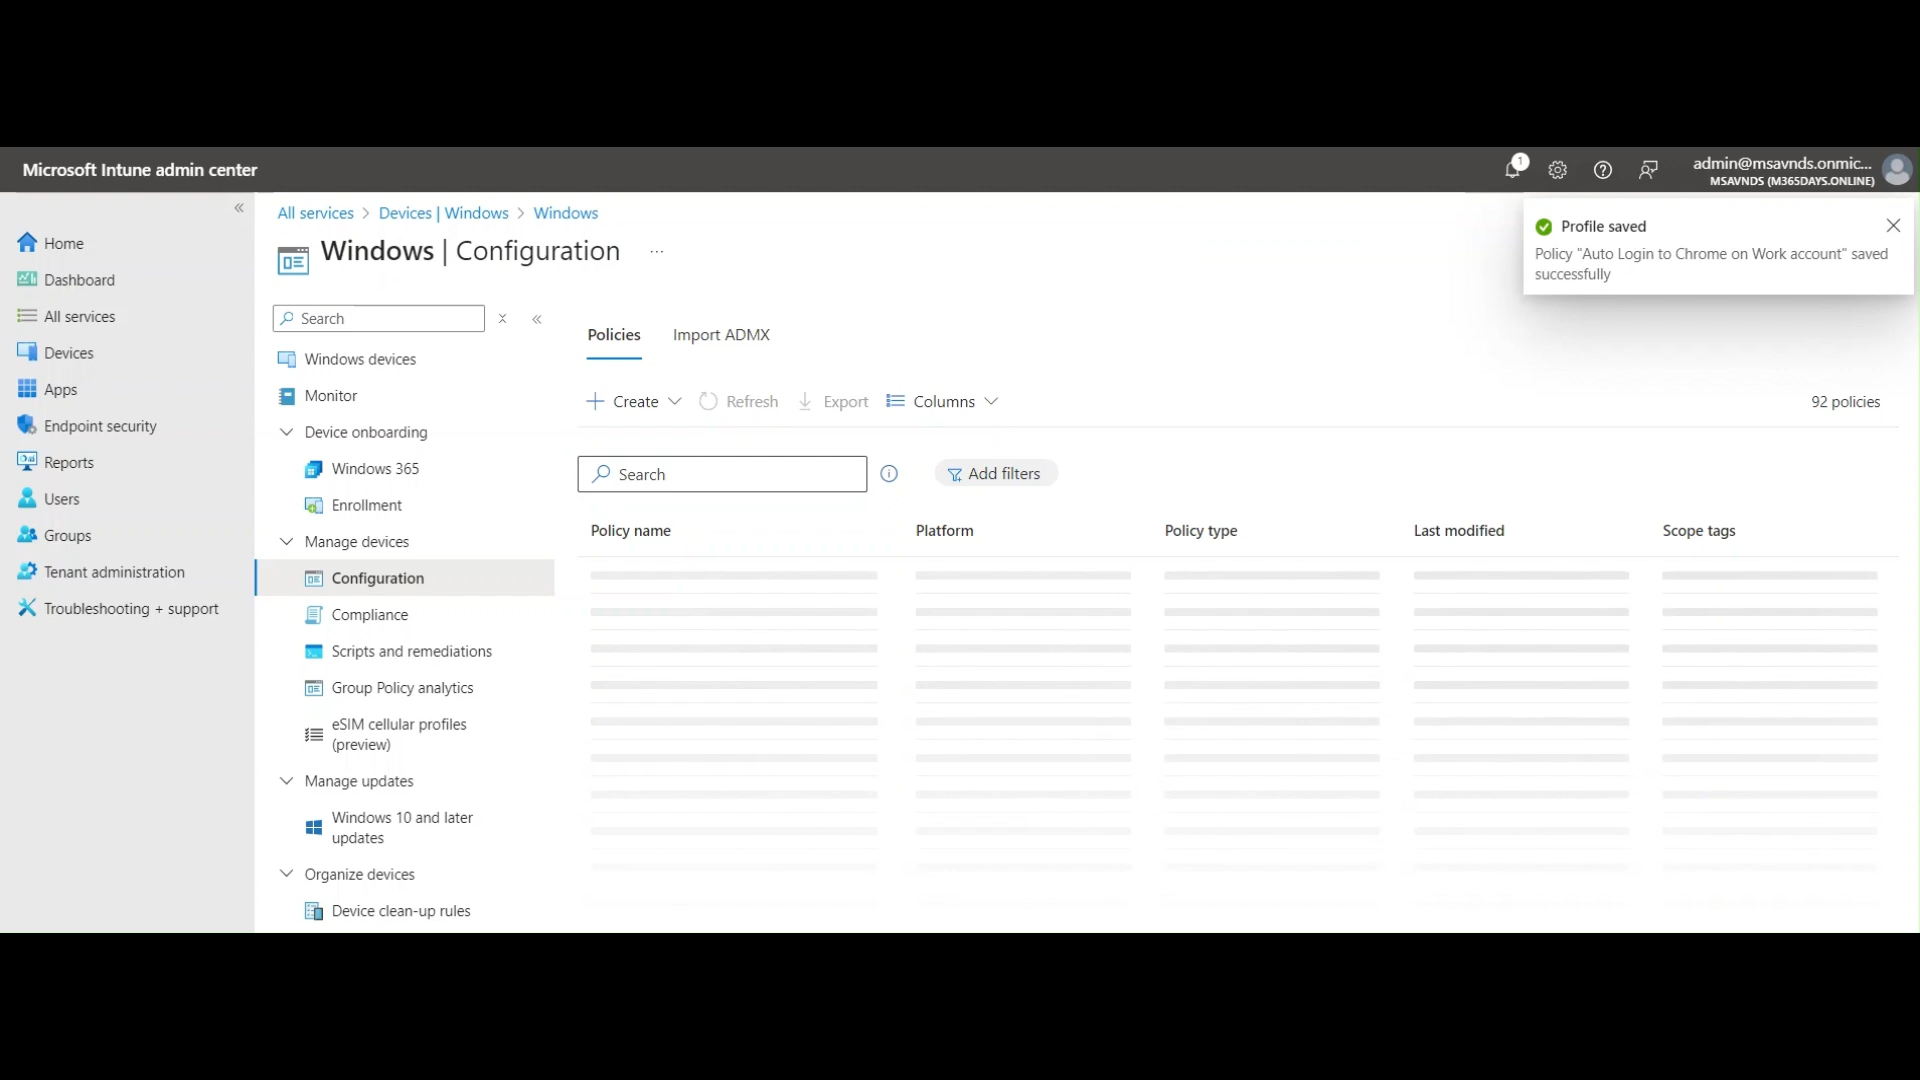 Microsoft Intune admin center
1
admin@msavnds.onmic...
MSAVNDS (M365DAYS.ONLINE)
Profile saved
Policy "Auto Login to Chrome on Work account" saved
successfully
Home
Dashboard
All services
Devices
Apps
Endpoint security
Reports
Users
Groups
Tenant administration
Troubleshooting + support
All services > Devices | Windows > Windows
Windows | Configuration ...
Search
Windows devices
Monitor
Device onboarding
Windows 365
Enrollment
Manage devices
Configuration
Compliance
Scripts and remediations
Group Policy analytics
eSIM cellular profiles
(preview)
Manage updates
Windows 10 and later
updates
Organize devices
Device clean-up rules
Policies Import ADMX
Create Refresh Export Columns 92 policies
Search Add filters
Policy name Platform Policy type Last modified Scope tags